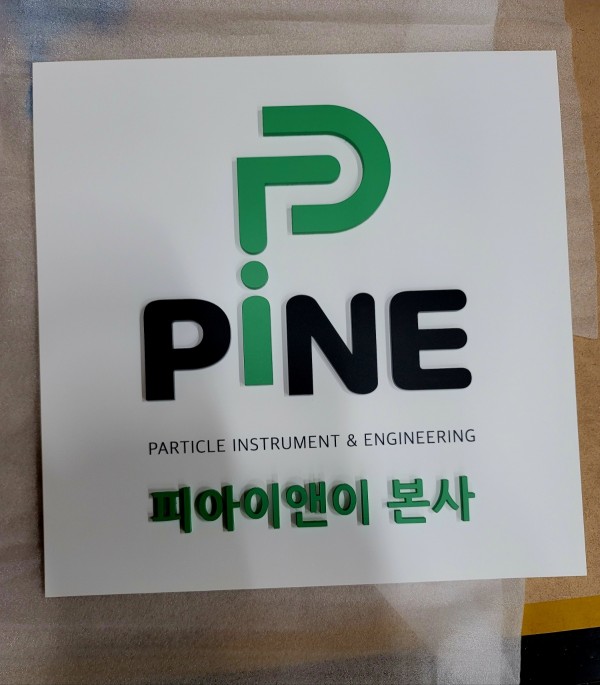 PiNE
PARTICLE INSTRUMENT & ENGINEERING
피아이앤이 본사